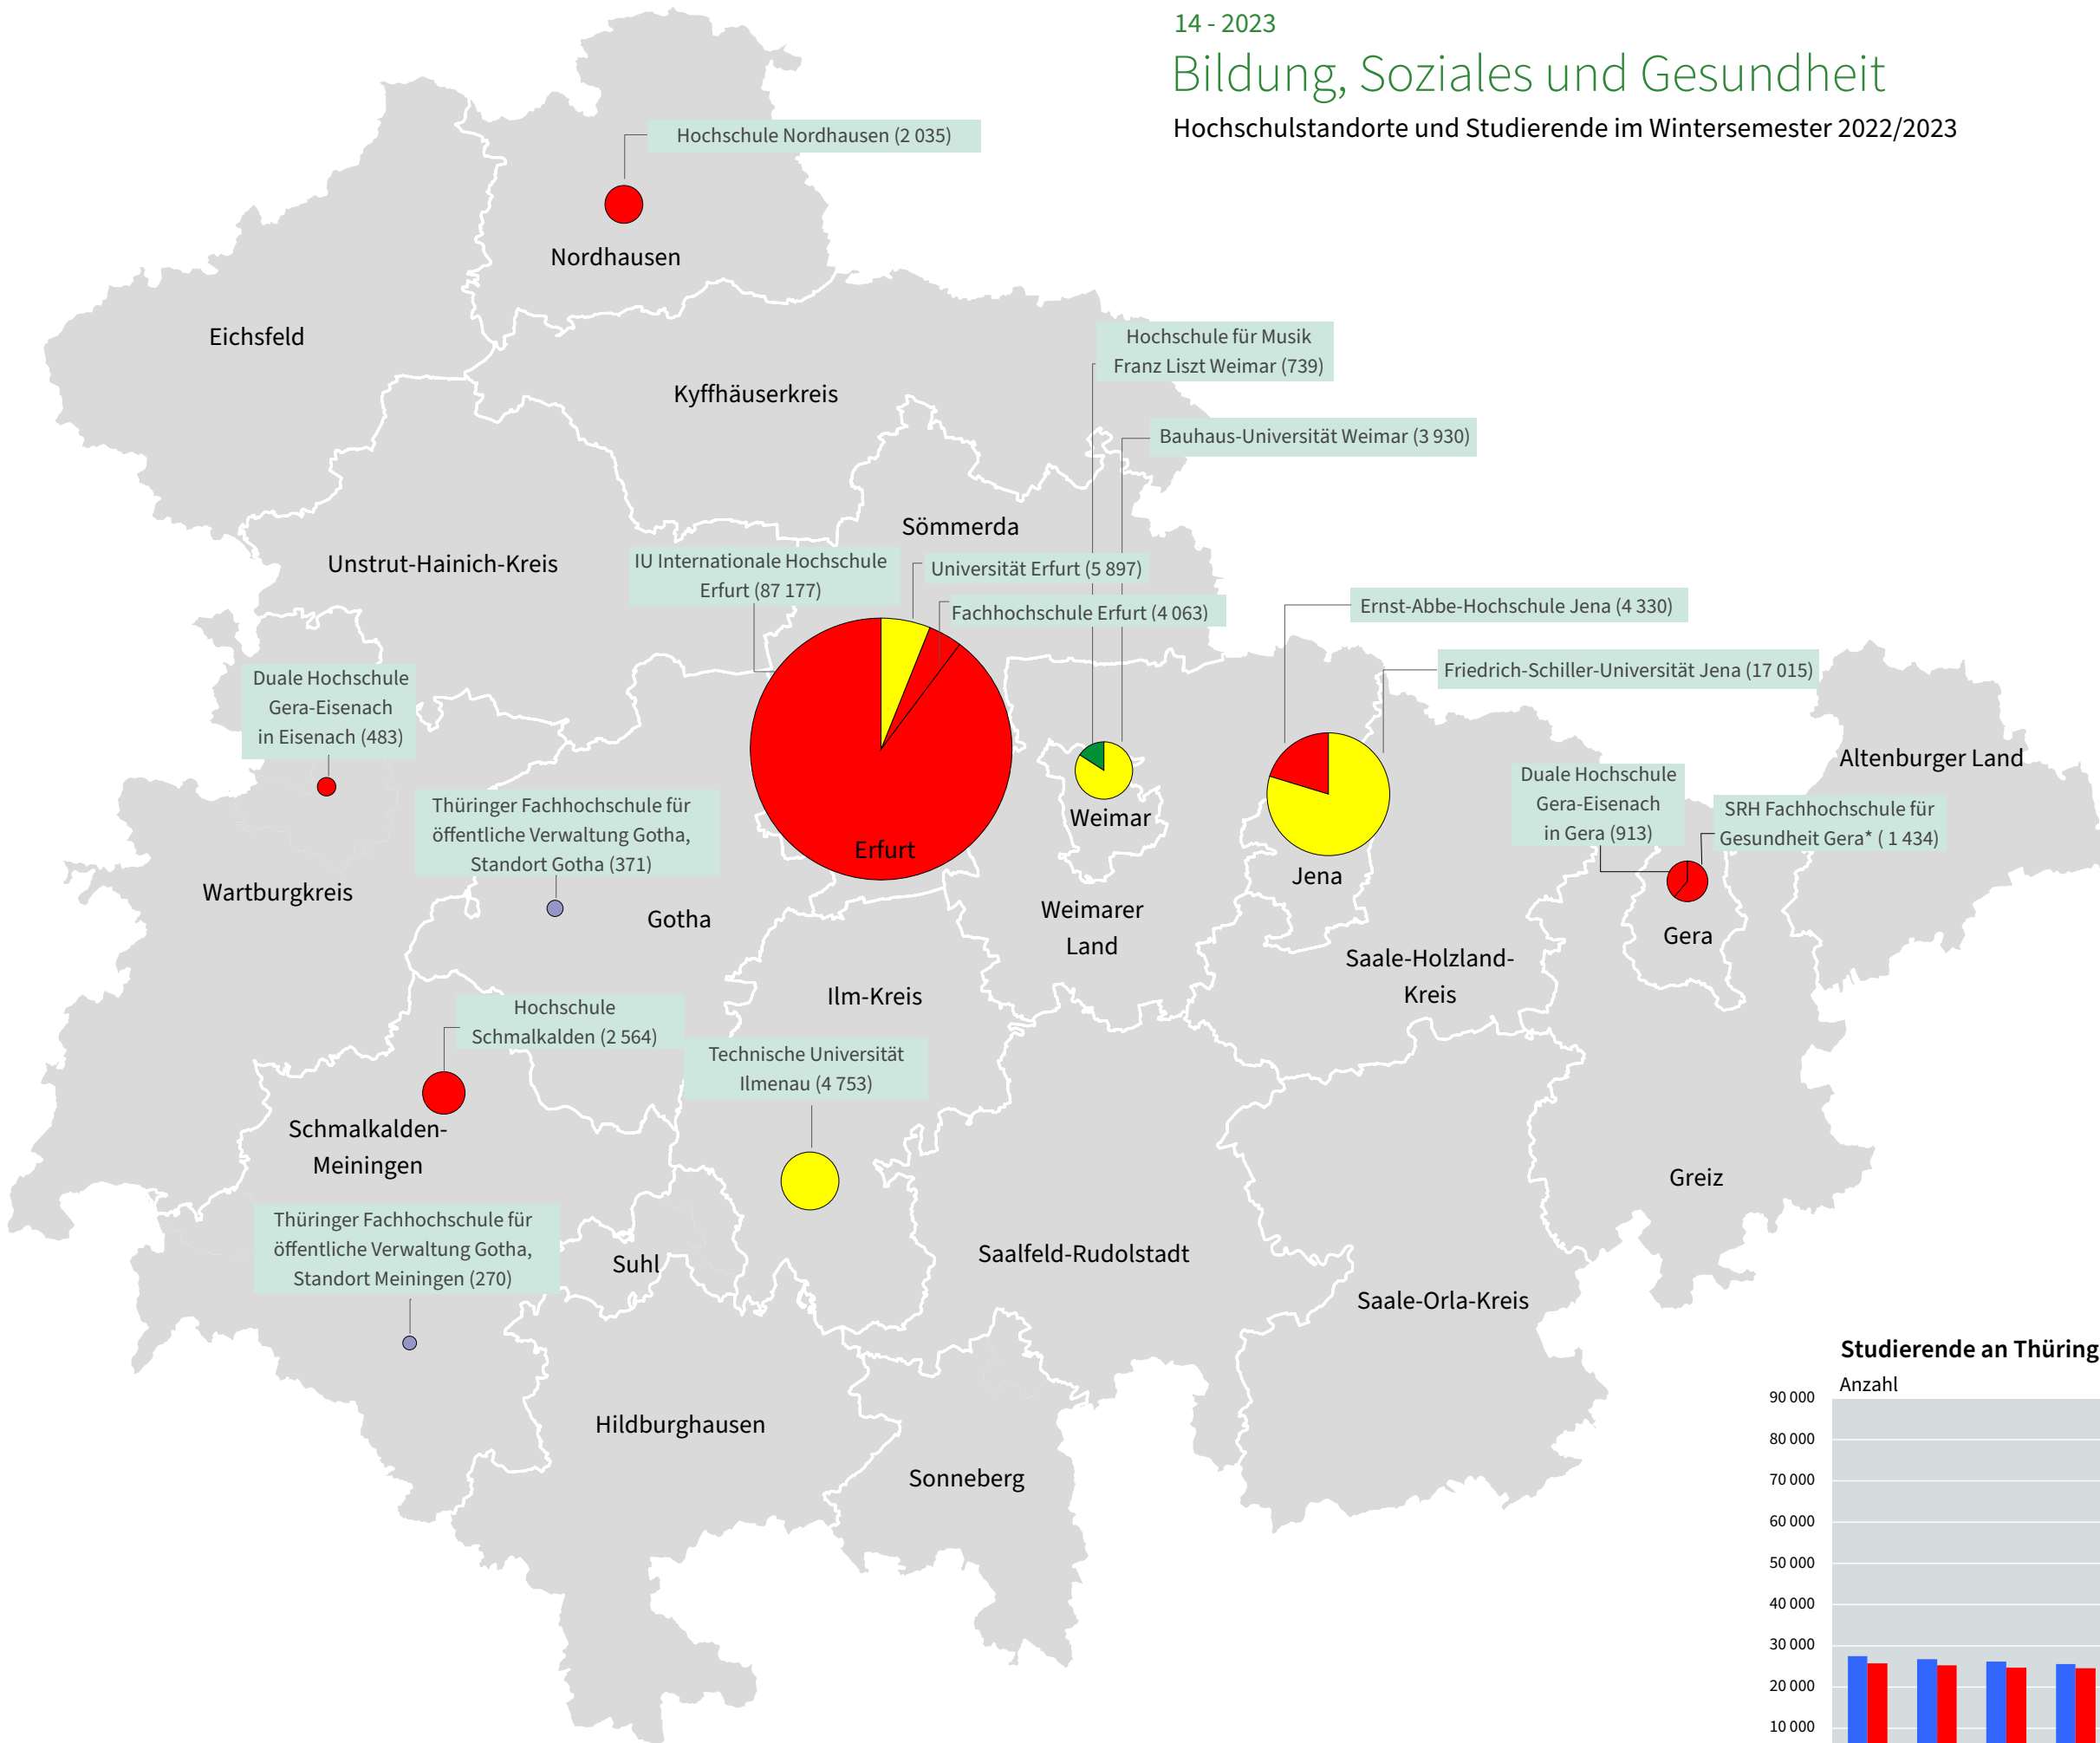 14 - 2023
Bildung, Soziales und Gesundheit
Hochschulstandorte und Studierende im Wintersemester 2022/2023
Hochschule Nordhausen (2 035)
Nordhausen
Eichsfeld
Hochschule für Musik
Franz Liszt Weimar (739)
Kyffhäuserkreis
Bauhaus-Universität Weimar (3 930)
Sömmerda
Unstrut-Hainich-Kreis
IU Internationale Hochschule
Erfurt (87 177)
Universität Erfurt (5 897)
Fachhochschule Erfurt (4 063)
Ernst-Abbe-Hochschule Jena (4 330)
Friedrich-Schiller-Universität Jena (17 015)
Duale Hochschule
Gera-Eisenach
in Eisenach (483)
Altenburger Land
Duale Hochschule
Gera-Eisenach
in Gera (913)
SRH Fachhochschule für
Gesundheit Gera* ( 1 434)
Thüringer Fachhochschule für
öffentliche Verwaltung Gotha,
Standort Gotha (371)
Weimar
Erfurt
Jena
Wartburgkreis
Gotha
Weimarer
Land
Gera
Saale-Holzland-
Kreis
Ilm-Kreis
Hochschule
Schmalkalden (2 564)
Technische Universität
Ilmenau (4 753)
Schmalkalden-
Meiningen
Greiz
Thüringer Fachhochschule für
öffentliche Verwaltung Gotha,
Standort Meiningen (270)
Suhl
Saalfeld-Rudolstadt
Saale-Orla-Kreis
Hildburghausen
Sonneberg
Studierende an Thüring
Anzahl
90 000
80 000
70 000
60 000
50 000
40 000
30 000
20 000
10 000